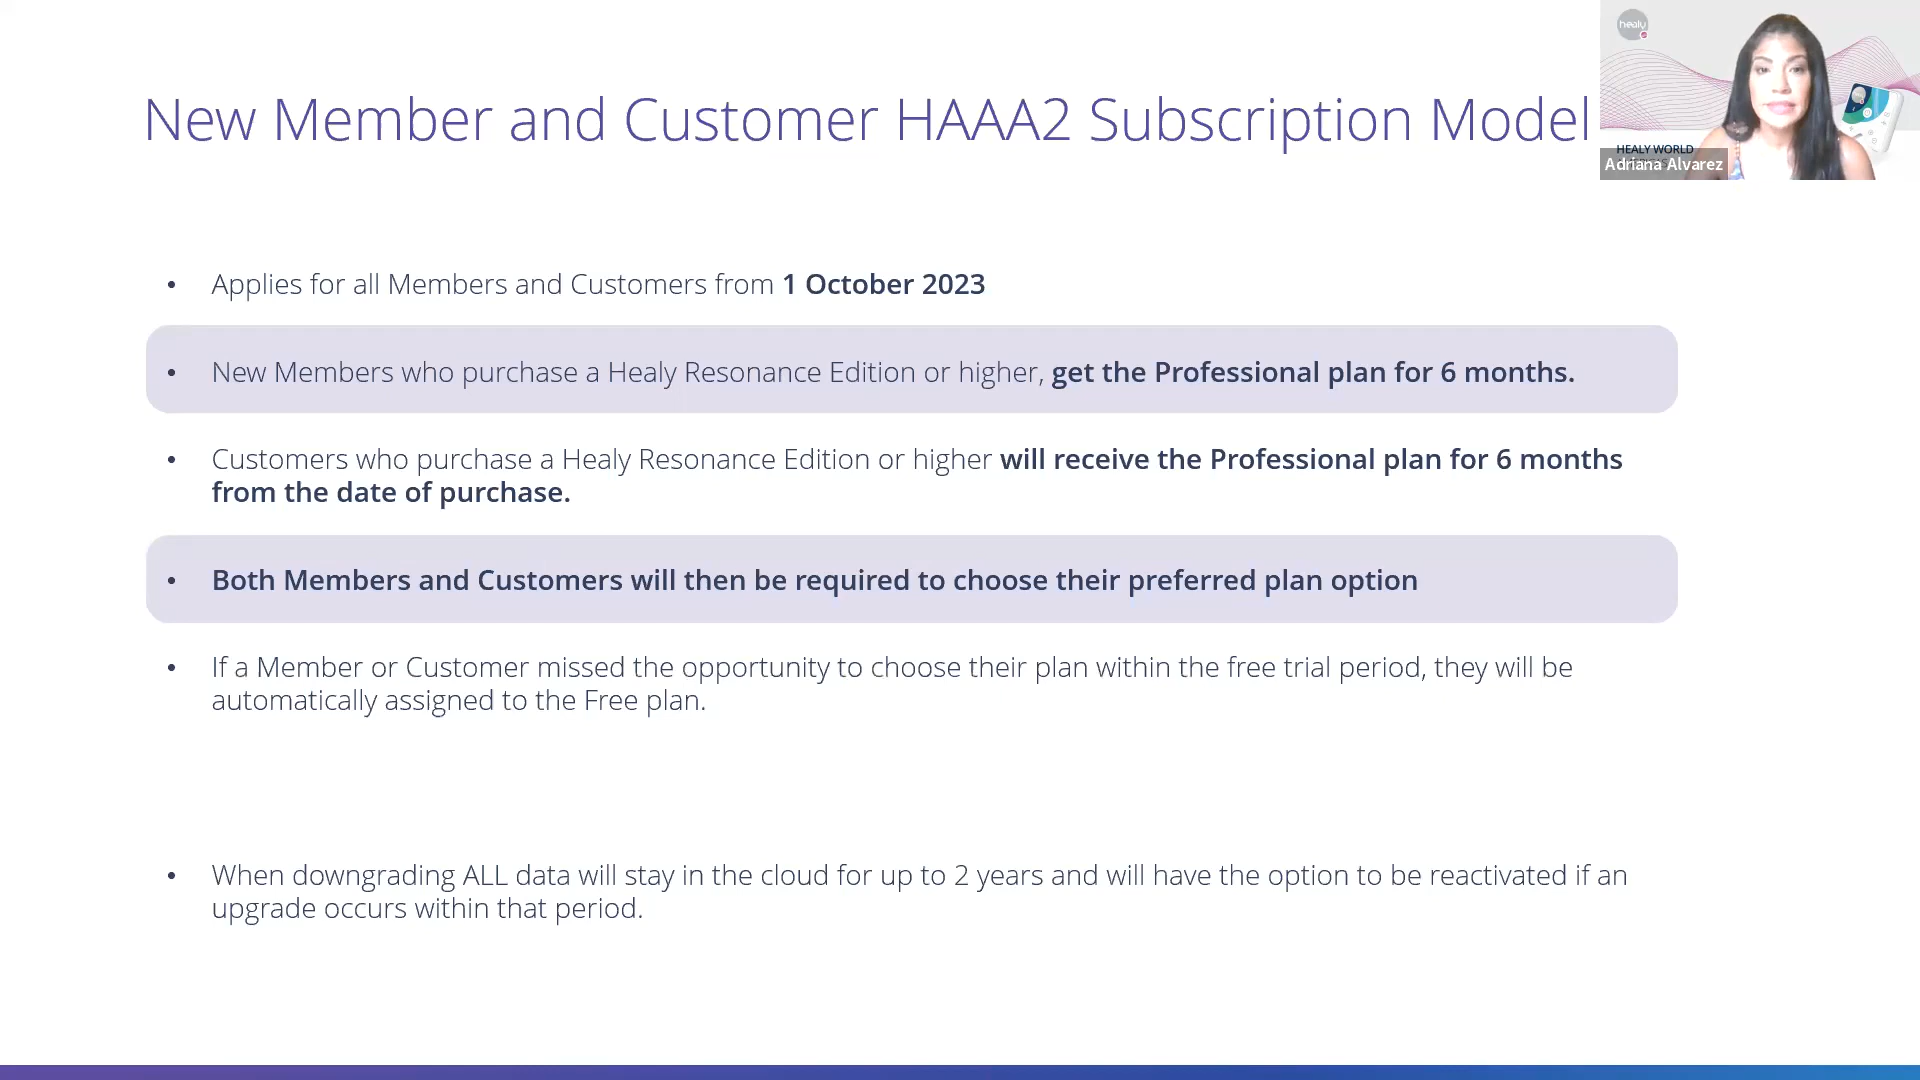 healy
New Member and Customer HAAA2 Subscription Model
HEALY WORLD
Adriana Alvarez
• Applies for all Members and Customers from 1 October 2023
• New Members who purchase a Healy Resonance Edition or higher, get the Professional plan for 6 months.
• Customers who purchase a Healy Resonance Edition or higher will receive the Professional plan for 6 months
from the date of purchase.
• Both Members and Customers will then be required to choose their preferred plan option
• If a Member or Customer missed the opportunity to choose their plan within the free trial period, they will be
automatically assigned to the Free plan.
• When downgrading ALL data will stay in the cloud for up to 2 years and will have the option to be reactivated if an
upgrade occurs within that period.